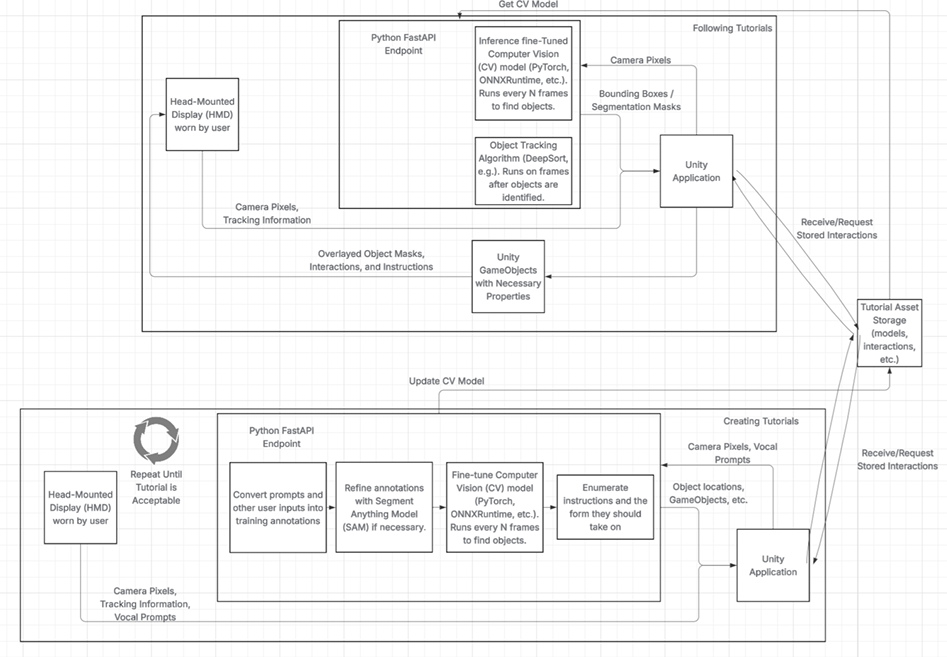 Get CV Model
Following Tutorials
Python FastAPI
Endpoint
Inference fine-Tuned
Computer Vision
(CV) model (PyTorch,
ONNXRuntime, etc.).
Runs every N frames
to find objects.
Camera Pixels
Bounding Boxes /
Segmentation Masks
Head-Mounted
Display (HMD)
worn by user
Object Tracking
Algorithm (DeepSort,
e.g.). Runs on frames
after objects are
identified.
Unity
Application
Camera Pixels,
Tracking Information
Receive/Request
Stored Interactions
Overlayed Object Masks,
Interactions, and Instructions
Unity
GameObjects
with Necessary
Properties
Tutorial Asset
Storage
(models,
interactions,
etc.)
Update CV Model
Creating Tutorials
Python FastAPI
Endpoint
Repeat Until
Tutorial is
Acceptable
Camera Pixels, Vocal
Prompts
Receive/Request
Stored Interactions
Head-Mounted
Display (HMD)
worn by user
Convert prompts and
other user inputs into
training annotations
Refine annotations
with Segment
Anything Model
(SAM) if necessary.
Fine-tune Computer
Vision (CV) model
(PyTorch,
ONNXRuntime, etc.).
Runs every N frames
to find objects.
Enumerate
instructions and the
form they should
take on
Object locations,
GameObjects, etc.
Unity
Application
Camera Pixels,
Tracking Information,
Vocal Prompts